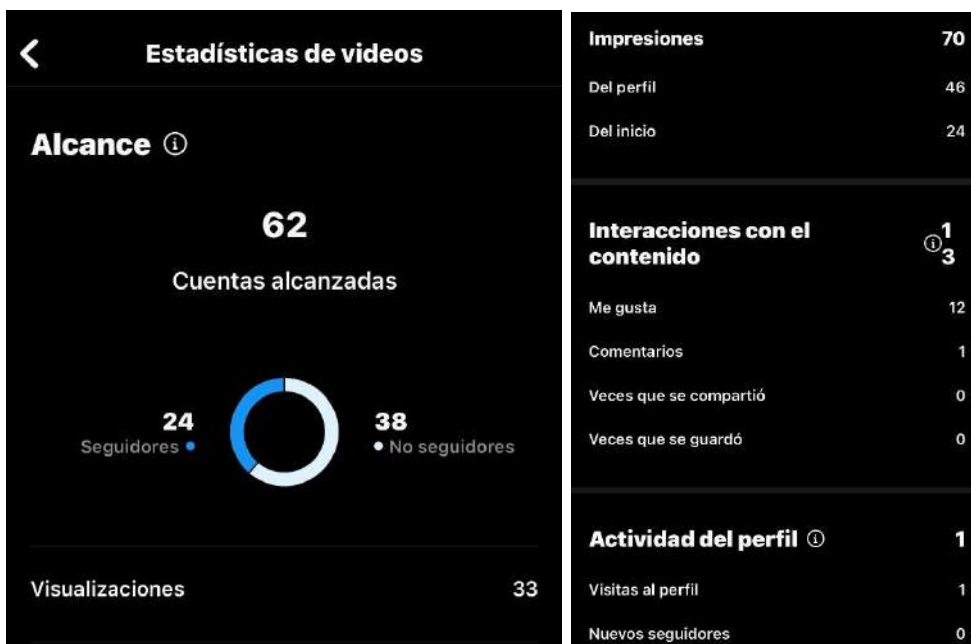 Estadísticas de videos
Alcance
62
Cuentas alcanzadas
24
Seguidores
38
No seguidores
Visualizaciones 33
Impresiones 70
Del perfil 46
Del inicio 24
Interacciones con el 1
contenido 3
Me gusta 12
Comentarios 1
Veces que se compartió 0
Veces que se guardó 0
Actividad del perfil 1
Visitas al perfil 1
Nuevos seguidores 0